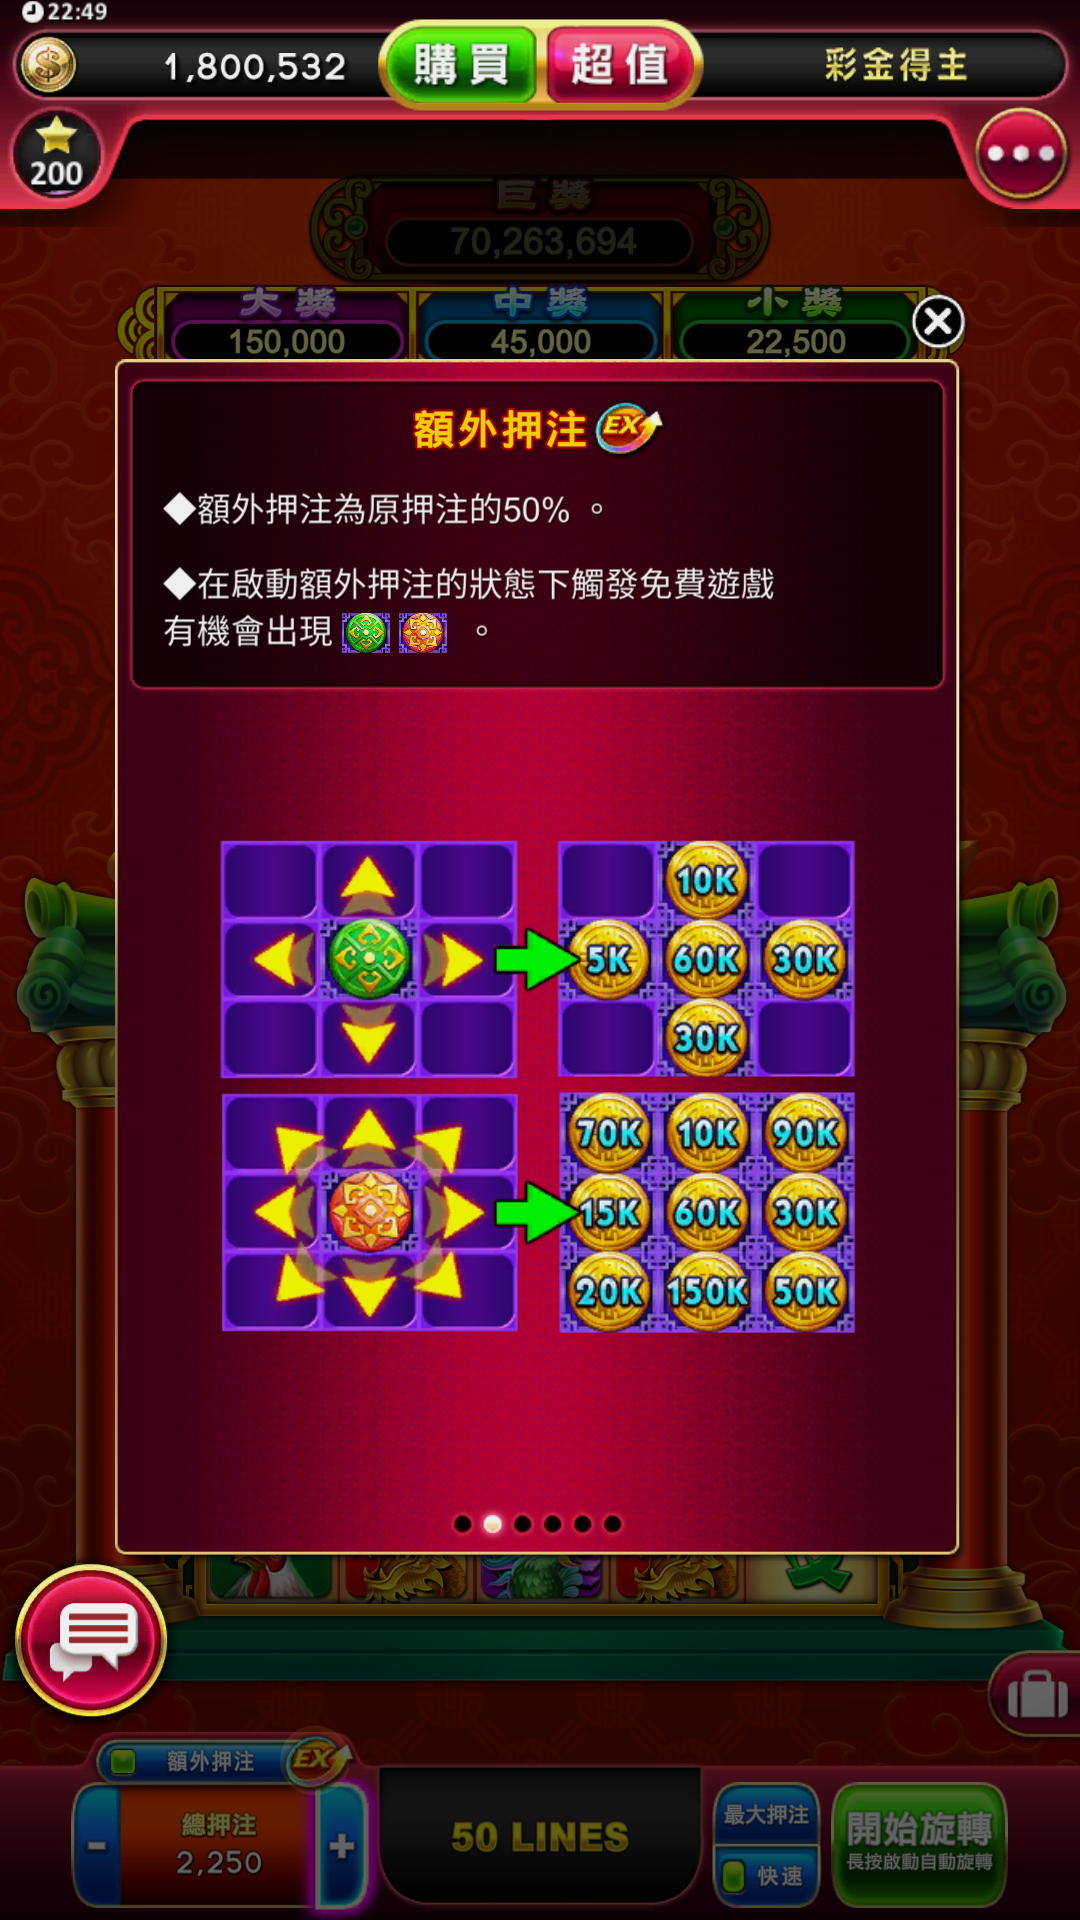 22:49
1,800,532
購買
超值
彩金得主
200
巨獎
70,263,694
大獎
中獎
小獎
150,000
45,000
22,500
額外押注 EX
◆額外押注為原押注的50% 。
◆在啟動額外押注的狀態下觸發免費遊戲
有機會出現 。
10K
5K 60K 30K
30K
70K 10K 90K
15K 60K 30K
20K 150K 50K
額外押注 EX
總押注
2,250
-
+
50 LINES
最大押注
快速
開始旋轉
長按啟動自動旋轉